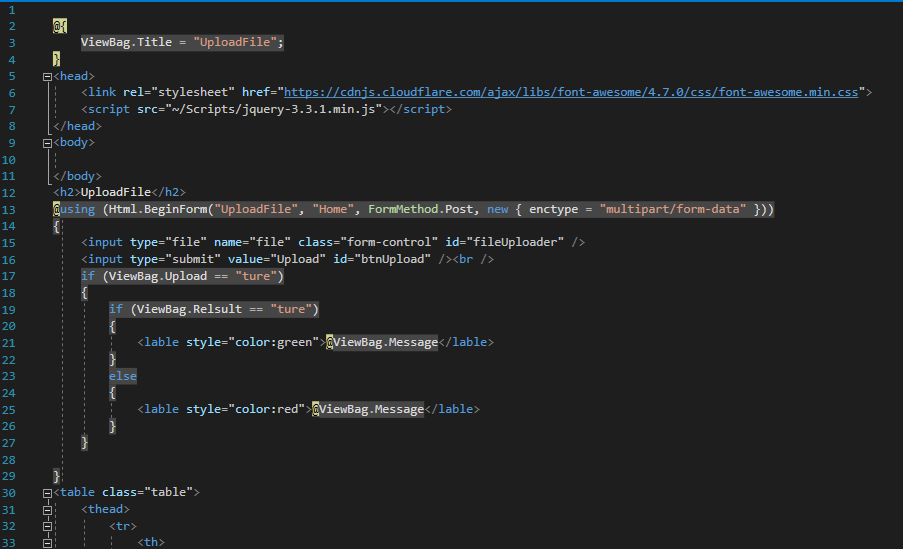 1
2 @{
3 ViewBag.Title = "UploadFile";
4 }
5 <head>
6 <link rel="stylesheet" href="https://cdnjs.cloudflare.com/ajax/libs/font-awesome/4.7.0/css/font-awesome.min.css">
7 <script src="~/Scripts/jquery-3.3.1.min.js"></script>
8 </head>
9 <body>
10
11 </body>
12 <h2>UploadFile</h2>
13 @using (Html.BeginForm("UploadFile", "Home", FormMethod.Post, new { enctype = "multipart/form-data" }))
14 {
15 <input type="file" name="file" class="form-control" id="fileUploader" />
16 <input type="submit" value="Upload" id="btnUpload" /><br />
17 if (ViewBag.Upload == "ture")
18 {
19 if (ViewBag.Relsult == "ture")
20 {
21 <lable style="color:green">@ViewBag.Message</lable>
22 }
23 else
24 {
25 <lable style="color:red">@ViewBag.Message</lable>
26 }
27 }
28
29 }
30 <table class="table">
31 <thead>
32 <tr>
33 <th>